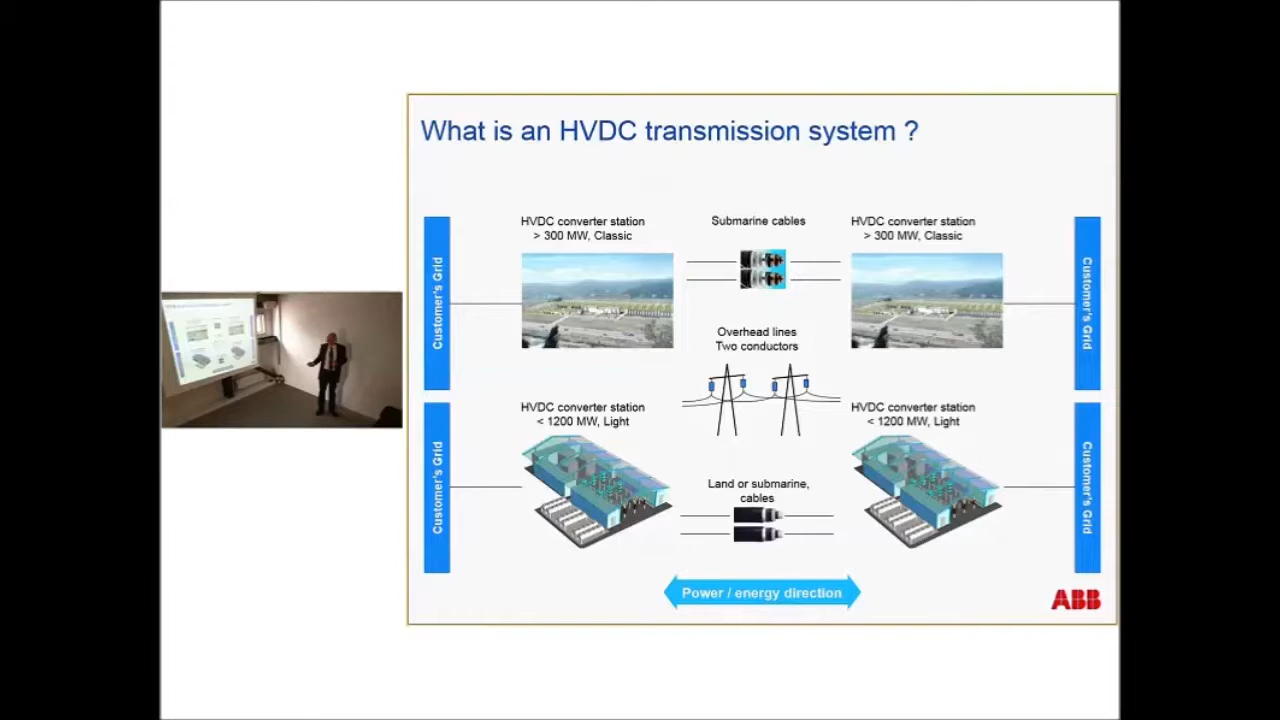 What is an HVDC transmission system ?
HVDC converter station
> 300 MW, Classic
Submarine cables
HVDC converter station
> 300 MW, Classic
Customer's Grid
Customer's Grid
Overhead lines
Two conductors
HVDC converter station
< 1200 MW, Light
HVDC converter station
< 1200 MW, Light
Customer's Grid
Customer's Grid
Land or submarine,
cables
Power / energy direction
ABB